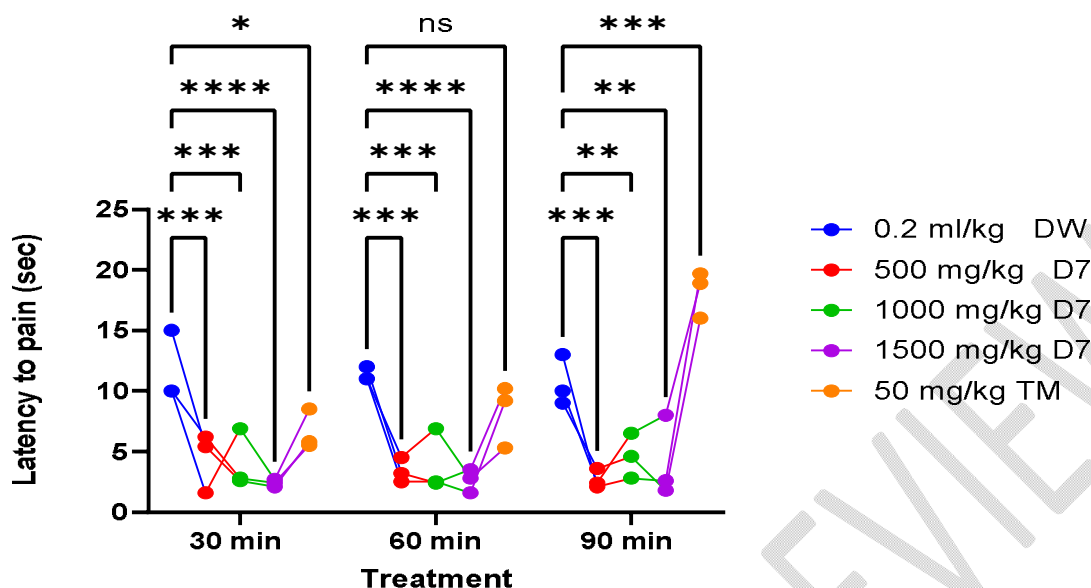 * ns ***
**** **** **
*** *** **
*** *** ***
25
20
15
10
5
0
Latency to pain (sec)
30 min 60 min 90 min
Treatment
0.2 ml/kg DW
500 mg/kg D7
1000 mg/kg D7
1500 mg/kg D7
50 mg/kg TM
EVIEW